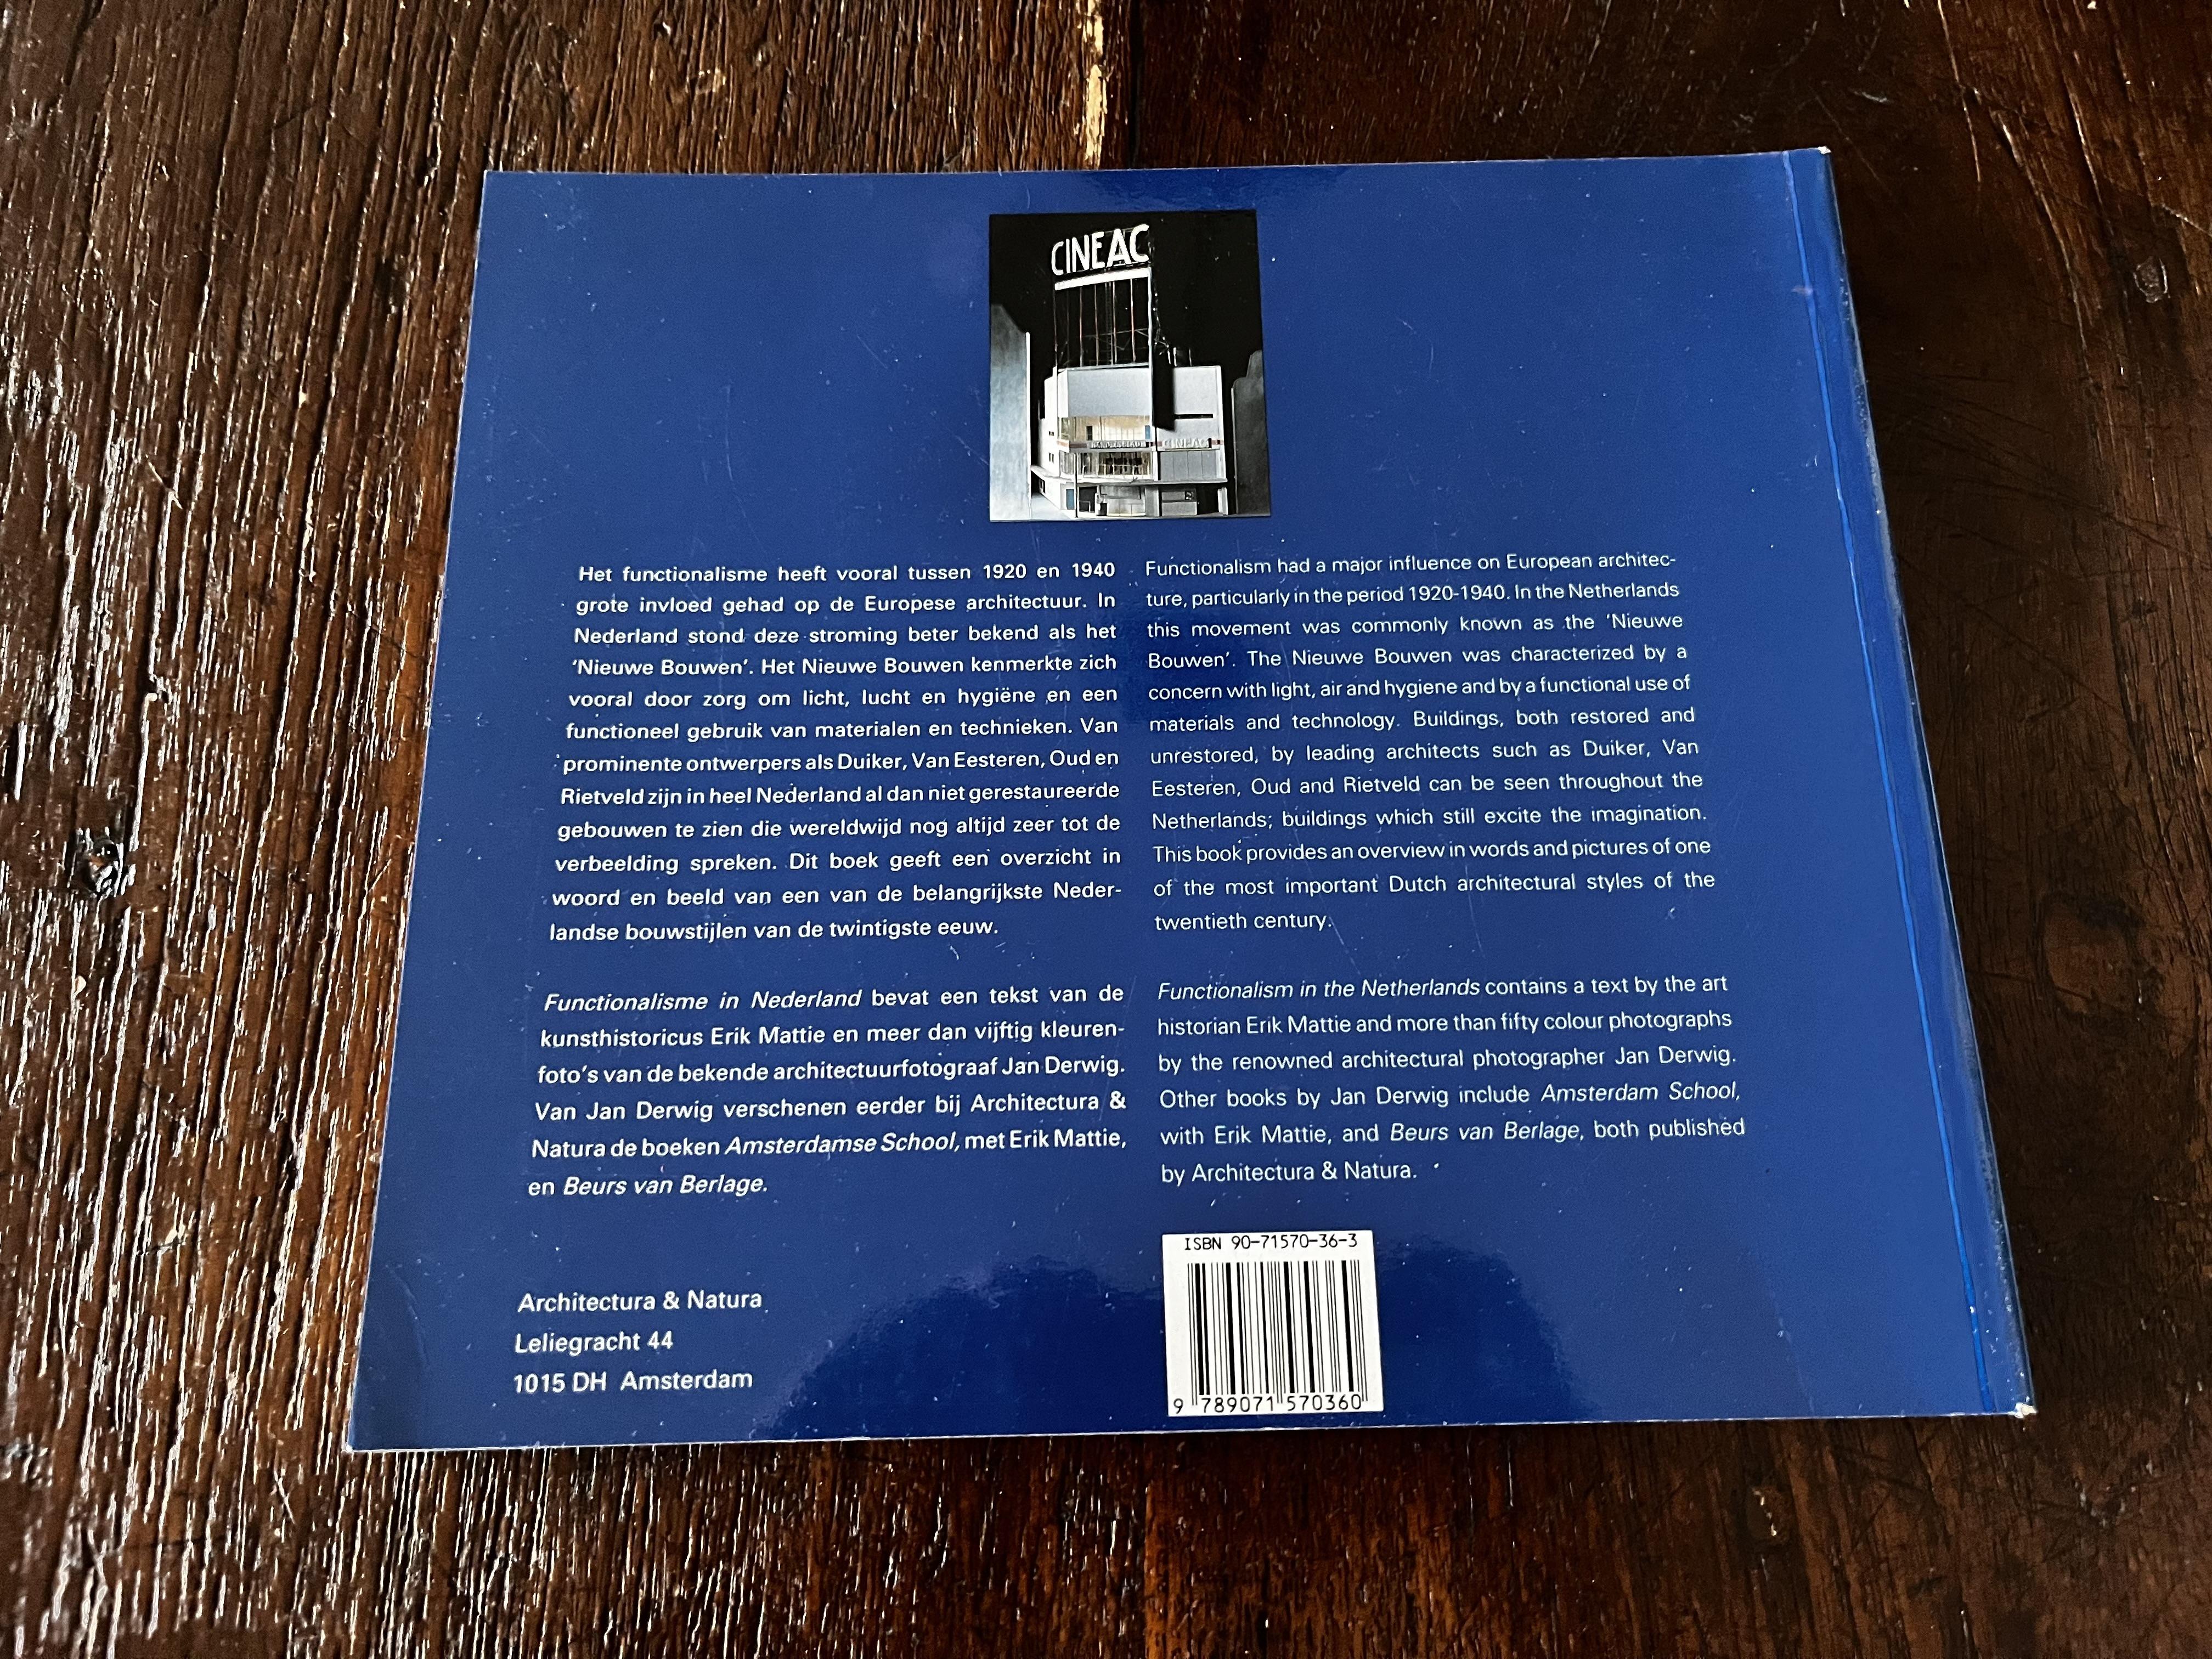 CINEAC
CINEAC
Het functionalisme heeft vooral tussen 1920 en 1940
grote invloed gehad op de Europese architectuur. In
Nederland stond deze stroming beter bekend als het
'Nieuwe Bouwen'. Het Nieuwe Bouwen kenmerkte zich
vooral door zorg om licht, lucht en hygiëne en een
functioneel gebruik van materialen en technieken. Van
prominente ontwerpers als Duiker, Van Eesteren, Oud en
Rietveld zijn in heel Nederland al dan niet gerestaureerde
gebouwen te zien die wereldwijd nog altijd zeer tot de
verbeelding spreken. Dit boek geeft een overzicht in
woord en beeld van een van de belangrijkste Neder-
landse bouwstijlen van de twintigste eeuw.
Functionalisme in Nederland bevat een tekst van de
kunsthistoricus Erik Mattie en meer dan vijftig kleuren-
foto's van de bekende architectuurfotograaf Jan Derwig.
Van Jan Derwig verschenen eerder bij Architectura &
Natura de boeken Amsterdamse School, met Erik Mattie,
en Beurs van Berlage.
Functionalism had a major influence on European architec-
ture, particularly in the period 1920-1940. In the Netherlands
this movement was commonly known as the 'Nieuwe
Bouwen'. The Nieuwe Bouwen was characterized by a
concern with light, air and hygiene and by a functional use of
materials and technology. Buildings, both restored and
unrestored, by leading architects such as Duiker, Van
Eesteren, Oud and Rietveld can be seen throughout the
Netherlands; buildings which still excite the imagination.
This book provides an overview in words and pictures of one
of the most important Dutch architectural styles of the
twentieth century.
Functionalism in the Netherlands contains a text by the art
historian Erik Mattie and more than fifty colour photographs
by the renowned architectural photographer Jan Derwig.
Other books by Jan Derwig include Amsterdam School,
with Erik Mattie, and Beurs van Berlage, both published
by Architectura & Natura.
Architectura & Natura
Leliegracht 44
1015 DH Amsterdam
ISBN 90-71570-36-3
9 789071 570360